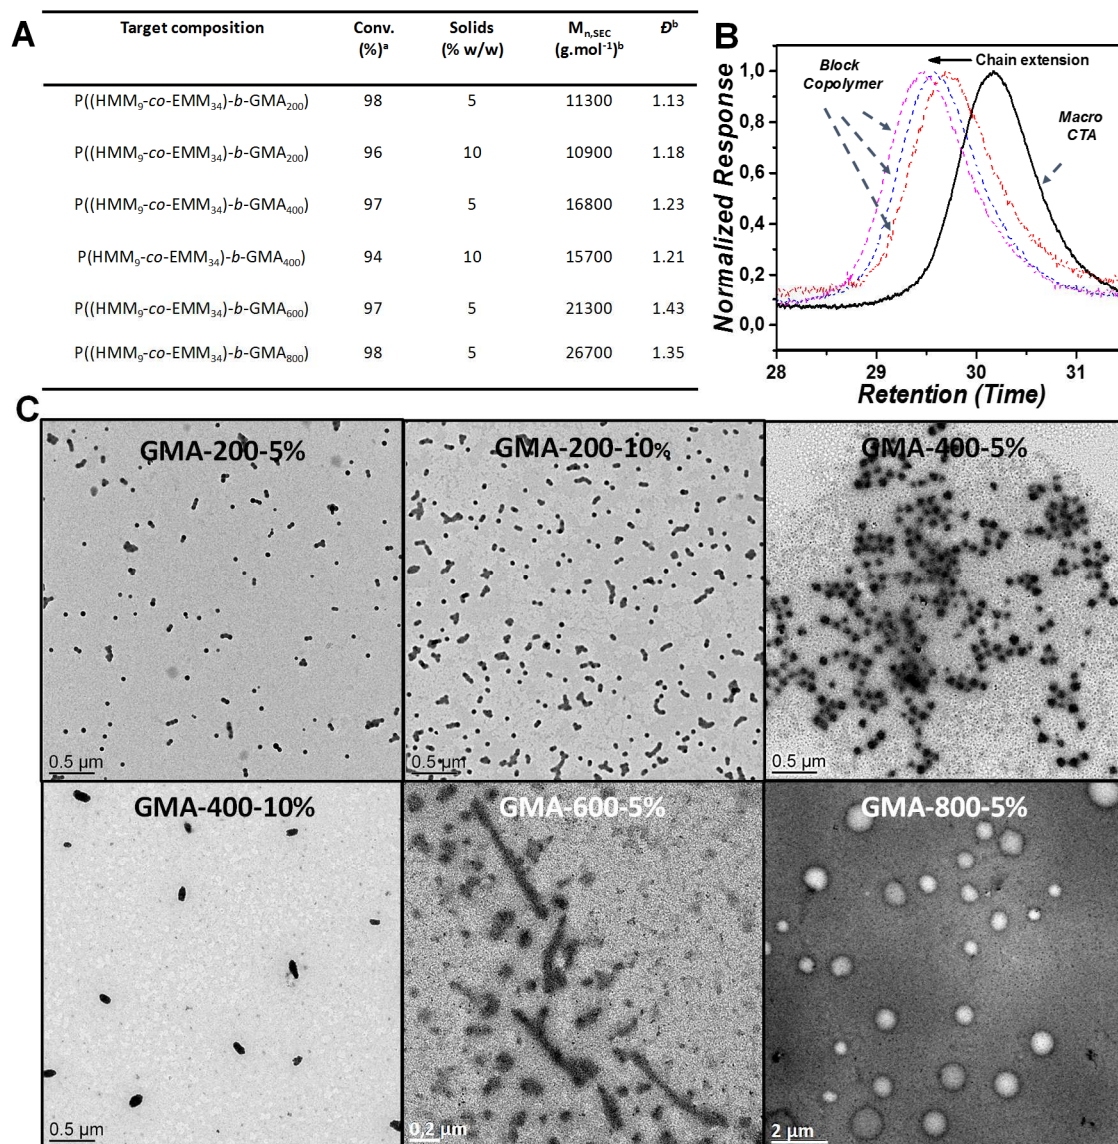 A
Target composition Conv. (%)ᵃ Solids (% w/w) Mn,SEC (g.mol⁻¹)ᵇ Đᵇ
P((HMM₉-co-EMM₃₄)-b-GMA₂₀₀) 98 5 11300 1.13
P((HMM₉-co-EMM₃₄)-b-GMA₂₀₀) 96 10 10900 1.18
P((HMM₉-co-EMM₃₄)-b-GMA₄₀₀) 97 5 16800 1.23
P(HMM₉-co-EMM₃₄)-b-GMA₄₀₀) 94 10 15700 1.21
P((HMM₉-co-EMM₃₄)-b-GMA₆₀₀) 97 5 21300 1.43
P((HMM₉-co-EMM₃₄)-b-GMA₈₀₀) 98 5 26700 1.35
B
Normalized Response
1,0
0,8
0,6
0,4
0,2
0,0
Block
Copolymer
Chain extension
Macro
CTA
28 29 30 31
Retention (Time)
C
GMA-200-5%
0.5 µm
GMA-200-10%
0.5 µm
GMA-400-5%
0.5 µm
GMA-400-10%
0.5 µm
GMA-600-5%
0,2 µm
GMA-800-5%
2 µm